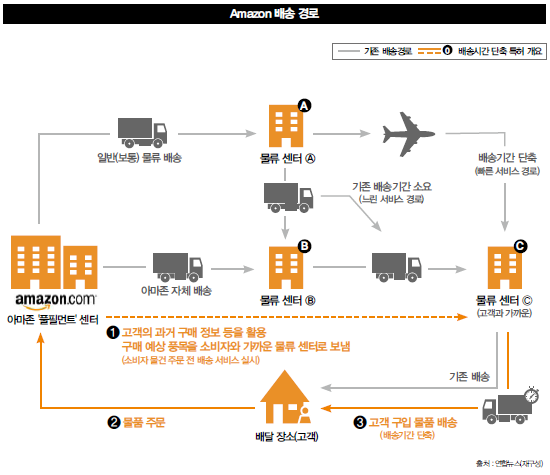 Amazon 배송 경로
기존 배송경로
❶ 배송시간 단축 특허 개요
A
일반(보통) 물류 배송
물류 센터 Ⓐ
배송기간 단축
(빠른 서비스 경로)
기존 배송기간 소요
(느린 서비스 경로)
B
C
amazon.com
아마존 자체 배송
물류 센터 Ⓑ
물류 센터 Ⓒ
(고객과 가까운)
아마존 '풀필먼트' 센터
❶ 고객의 과거 구매 정보 등을 활용
구매 예상 품목을 소비자와 가까운 물류 센터로 보냄
(소비자 물건 주문 전 배송 서비스 실시)
기존 배송
❷ 물품 주문
배달 장소(고객)
❸ 고객 구입 물품 배송
(배송기간 단축)
출처 : 연합뉴스(재구성)